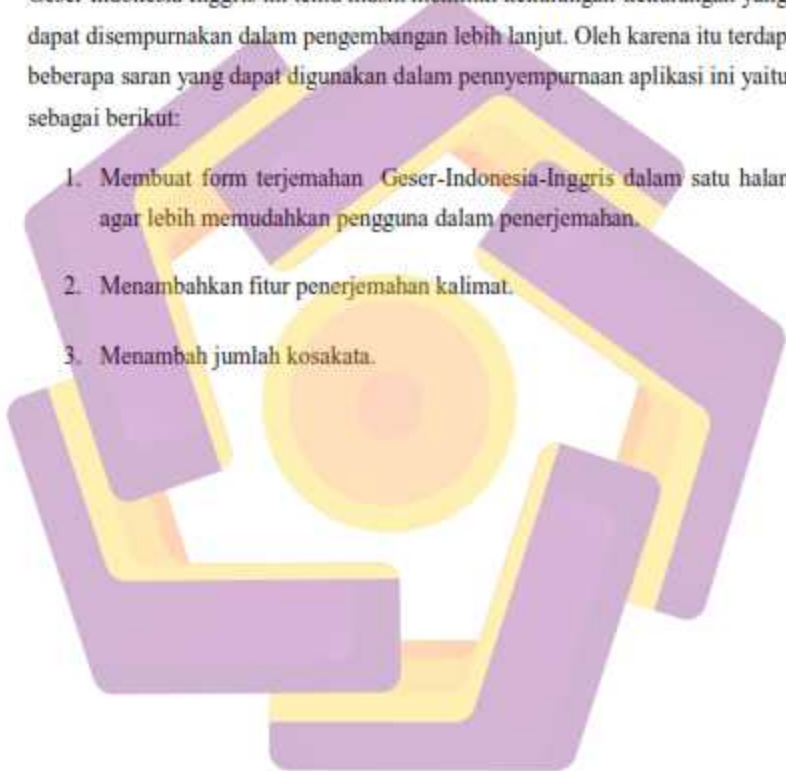 dapat disempurnakan dalam pengembangan lebih lanjut. Oleh karena itu terdap
beberapa saran yang dapat digunakan dalam pennyempurnaan aplikasi ini yaitu
sebagai berikut:
1. Membuat form terjemahan Geser-Indonesia-Inggris dalam satu halan
agar lebih memudahkan pengguna dalam penerjemahan.
2. Menambahkan fitur penerjemahan kalimat.
3. Menambah jumlah kosakata.